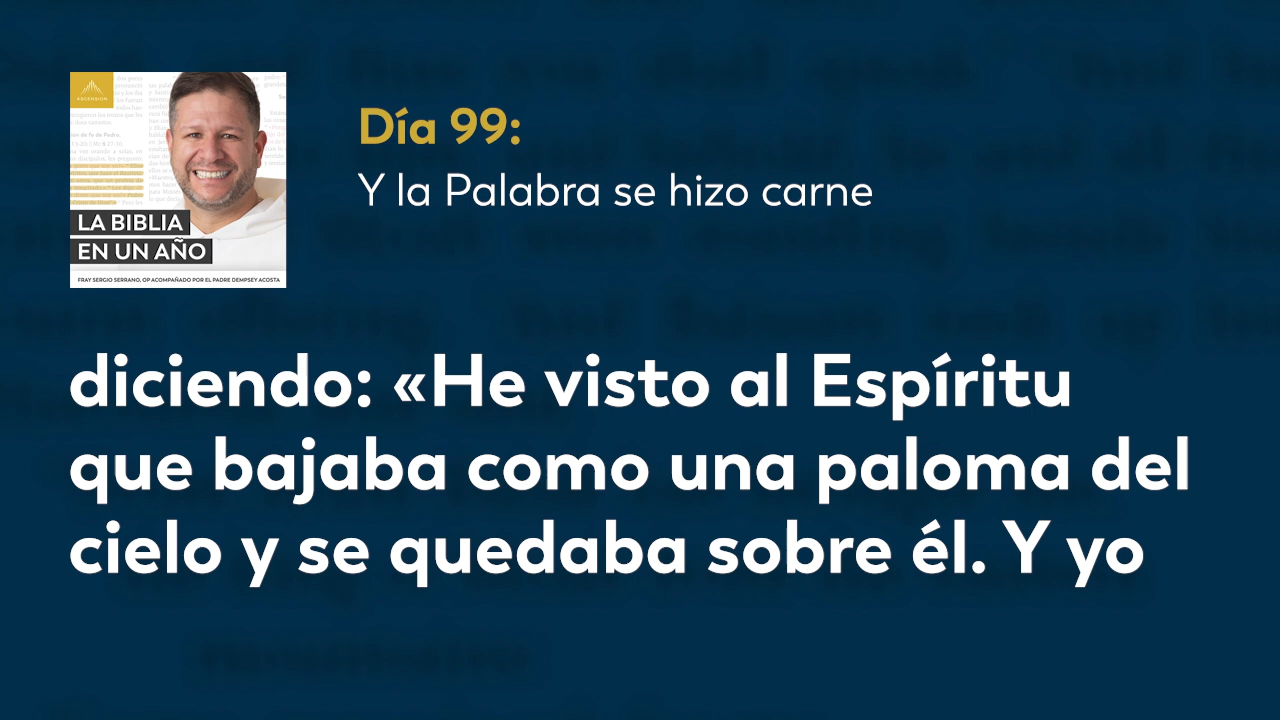 ASCENSION
LA BIBLIA
EN UN AÑO
FRAY SERGIO SERRANO, OP ACOMPAÑADO POR EL PADRE DEMPSEY ACOSTA
Día 99:
Y la Palabra se hizo carne
diciendo: «He visto al Espíritu
que bajaba como una paloma del
cielo y se quedaba sobre él. Y yo